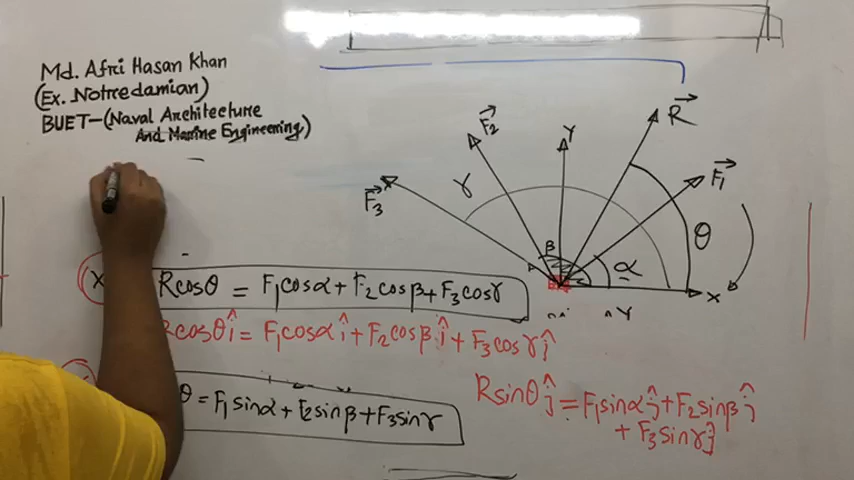 Md. Afri Hasan Khan
(Ex. Notredamian)
BUET-(Naval Architecture
And Marine Engineering)
F₃
γ
F₂
Y
R
F₁
θ
β
α
X
X
Rcosθ = F₁cosα + F₂cosβ + F₃cosγ
Rcosθ î = F₁cosα î + F₂cosβ î + F₃cosγ î
θ = F₁sinα + F₂sinβ + F₃sinγ
Rsinθ ĵ = F₁sinα ĵ + F₂sinβ ĵ
+ F₃sinγ ĵ